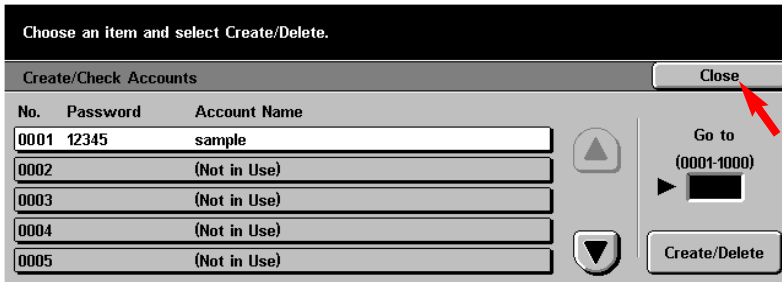 Choose an item and select Create/Delete.
Create/Check Accounts
Close
No. Password Account Name
0001 12345 sample
0002 (Not in Use)
0003 (Not in Use)
0004 (Not in Use)
0005 (Not in Use)
Go to
(0001-1000)
Create/Delete